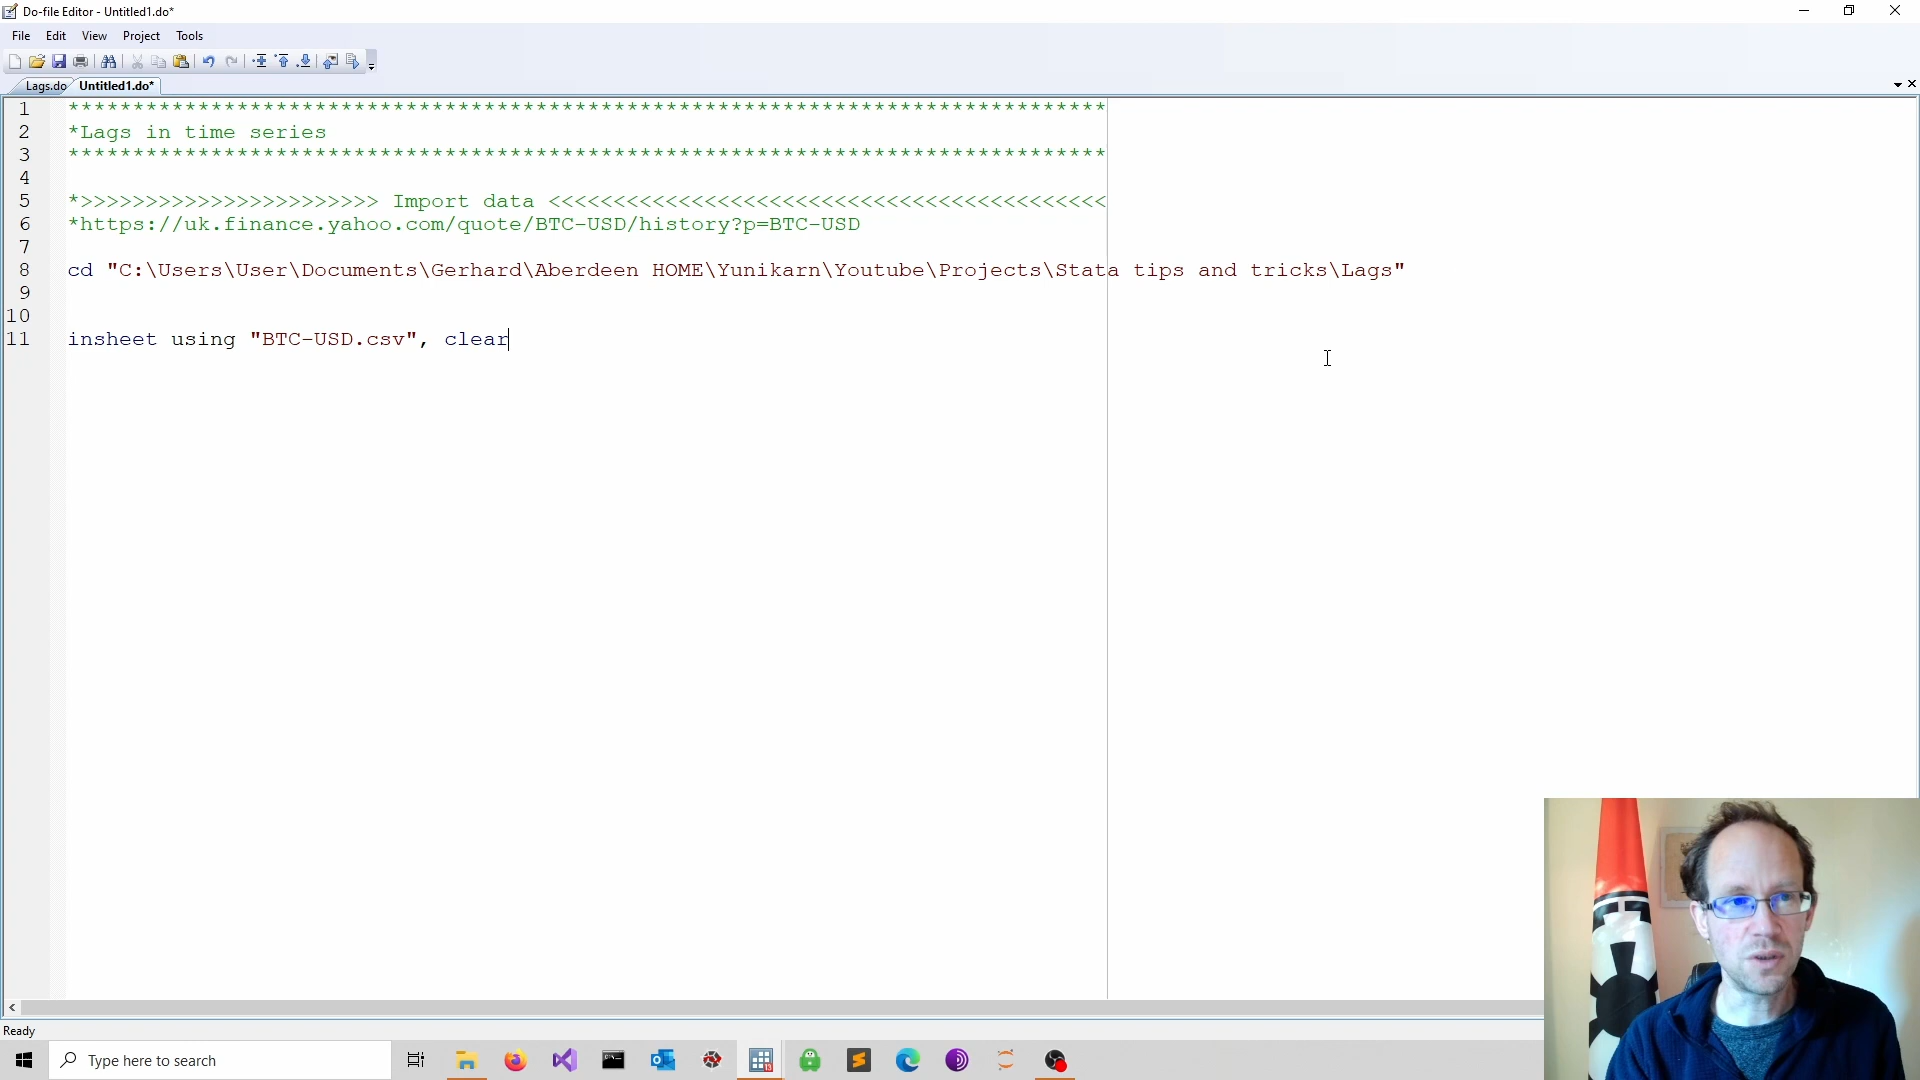 Do-file Editor - Untitled1.do*
File Edit View Project Tools
Lags.do Untitled1.do*
1 ********************************************************************************
2 *Lags in time series
3 ********************************************************************************
4
5 *>>>>>>>>>>>>>>>>>>>>>>> Import data <<<<<<<<<<<<<<<<<<<<<<<<<<<<<<<<<<<<<<<<<<<
6 *https://uk.finance.yahoo.com/quote/BTC-USD/history?p=BTC-USD
7
8 cd "C:\Users\User\Documents\Gerhard\Aberdeen HOME\Yunikarn\Youtube\Projects\Stata tips and tricks\Lags"
9
10
11 insheet using "BTC-USD.csv", clear
Ready
Type here to search